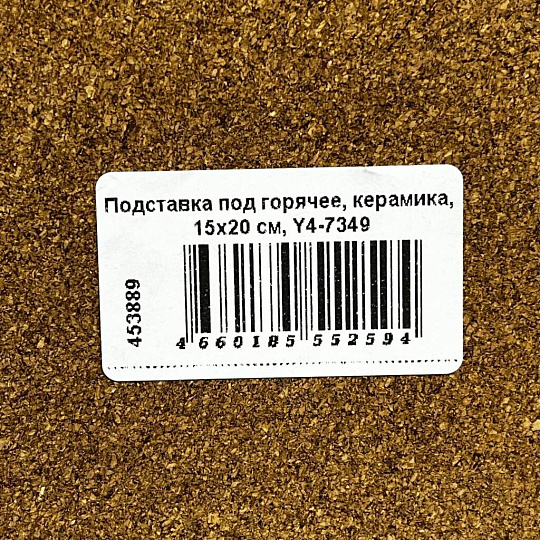 Подставка под горячее, керамика,
15х20 см, Y4-7349
453889
4 660185 552594